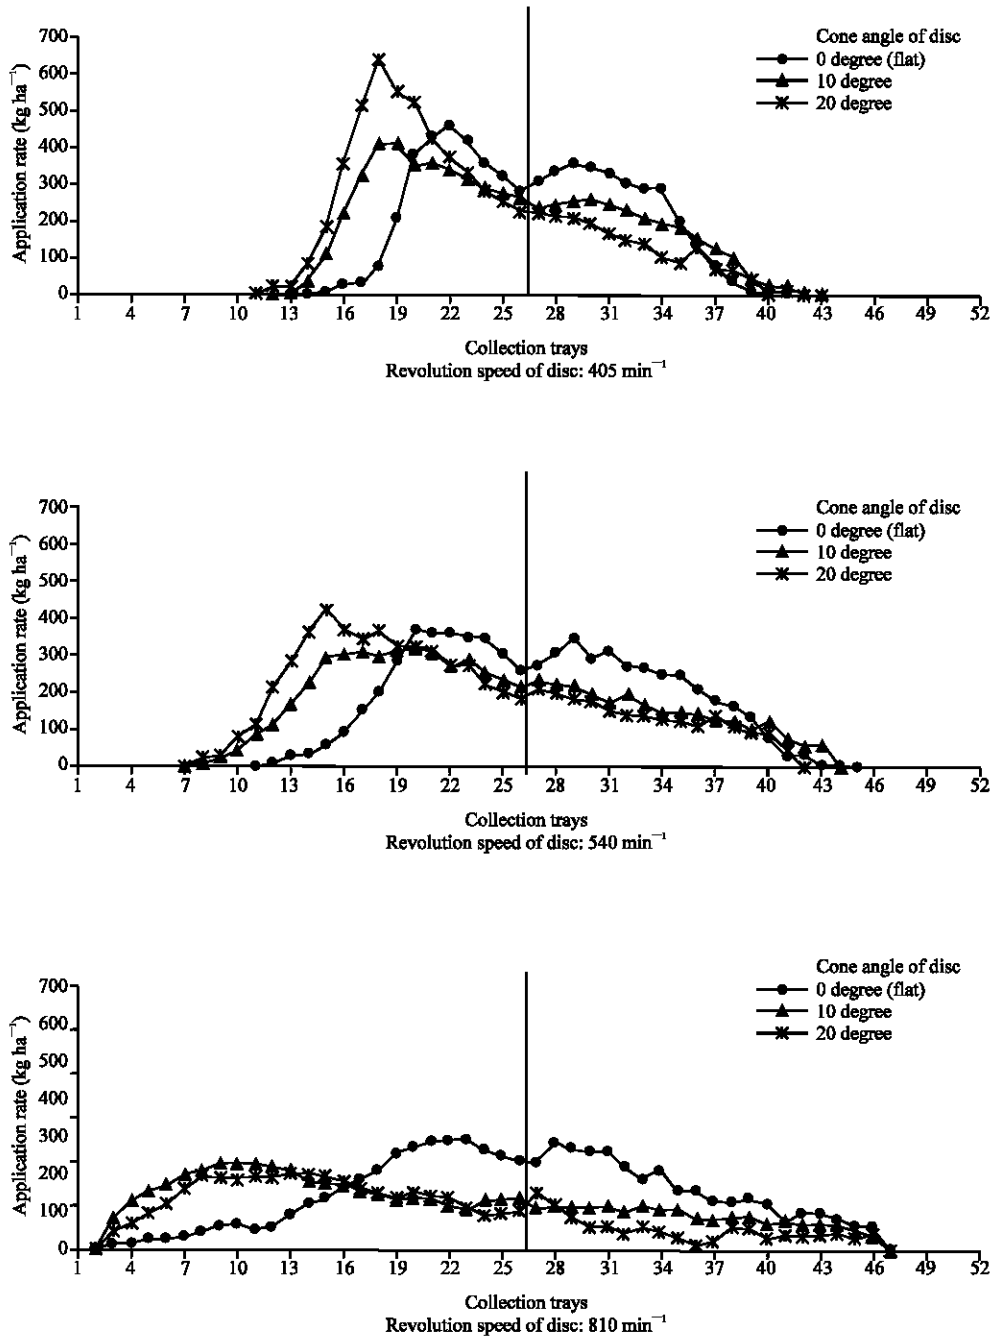 Cone angle of disc
0 degree (flat)
10 degree
20 degree
Application rate (kg ha⁻¹)
700
600
500
400
300
200
100
0
1 4 7 10 13 16 19 22 25 28 31 34 37 40 43 46 49 52
Collection trays
Revolution speed of disc: 405 min⁻¹
Cone angle of disc
0 degree (flat)
10 degree
20 degree
Application rate (kg ha⁻¹)
700
600
500
400
300
200
100
0
1 4 7 10 13 16 19 22 25 28 31 34 37 40 43 46 49 52
Collection trays
Revolution speed of disc: 540 min⁻¹
Cone angle of disc
0 degree (flat)
10 degree
20 degree
Application rate (kg ha⁻¹)
700
600
500
400
300
200
100
0
1 4 7 10 13 16 19 22 25 28 31 34 37 40 43 46 49 52
Collection trays
Revolution speed of disc: 810 min⁻¹